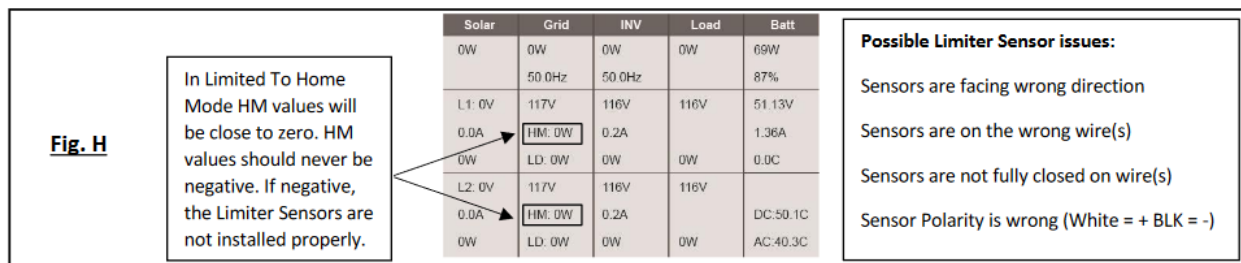 Fig. H
In Limited To Home
Mode HM values will
be close to zero. HM
values should never be
negative. If negative,
the Limiter Sensors are
not installed properly.
Solar Grid INV Load Batt
0W 0W 0W 0W 69W
50.0Hz 50.0Hz 87%
L1: 0V 117V 116V 116V 51.13V
0.0A HM: 0W 0.2A 1.36A
0W LD: 0W 0W 0W 0.0C
L2: 0V 117V 116V 116V
0.0A HM: 0W 0.2A DC:50.1C
0W LD: 0W 0W 0W AC:40.3C
Possible Limiter Sensor issues:
Sensors are facing wrong direction
Sensors are on the wrong wire(s)
Sensors are not fully closed on wire(s)
Sensor Polarity is wrong (White = + BLK = -)